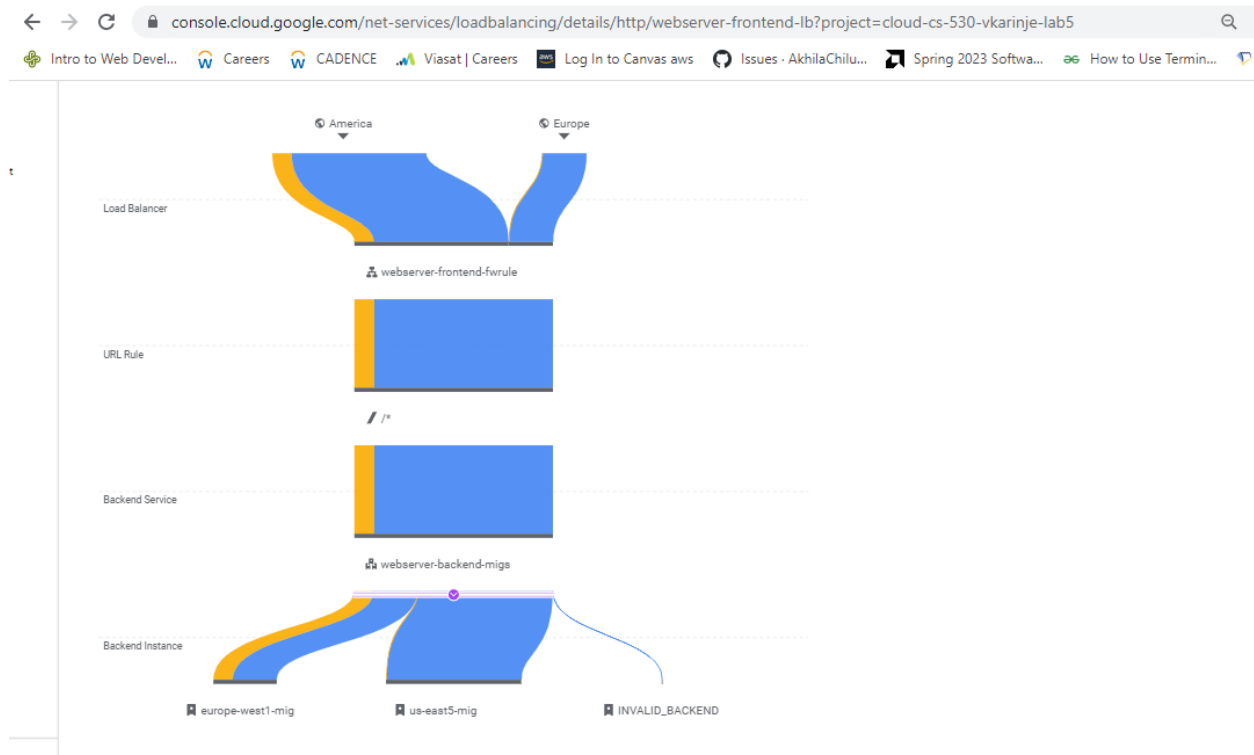 console.cloud.google.com/net-services/loadbalancing/details/http/webserver-frontend-lb?project=cloud-cs-530-vkarinje-lab5
Intro to Web Devel... Careers CADENCE Viasat | Careers aws Log In to Canvas aws Issues · AkhilaChilu... Spring 2023 Softwa... How to Use Termin...
America Europe
t
Load Balancer
webserver-frontend-fwrule
URL Rule
/*
Backend Service
webserver-backend-migs
Backend Instance
europe-west1-mig us-east5-mig INVALID_BACKEND